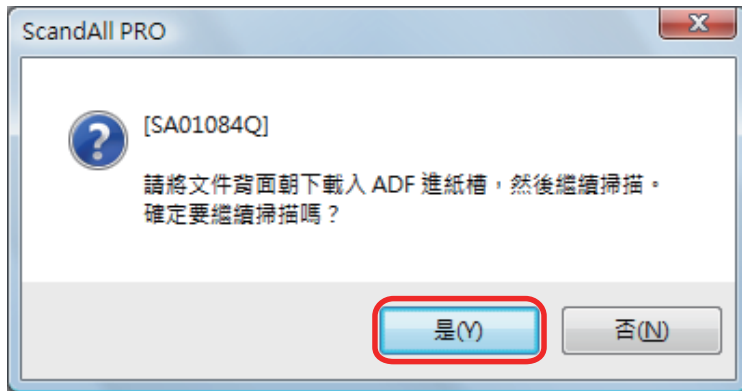 ScandAll PRO
[SA01084Q]
請將文件背面朝下載入 ADF 進紙槽，然後繼續掃描。
確定要繼續掃描嗎？
是(Y)
否(N)